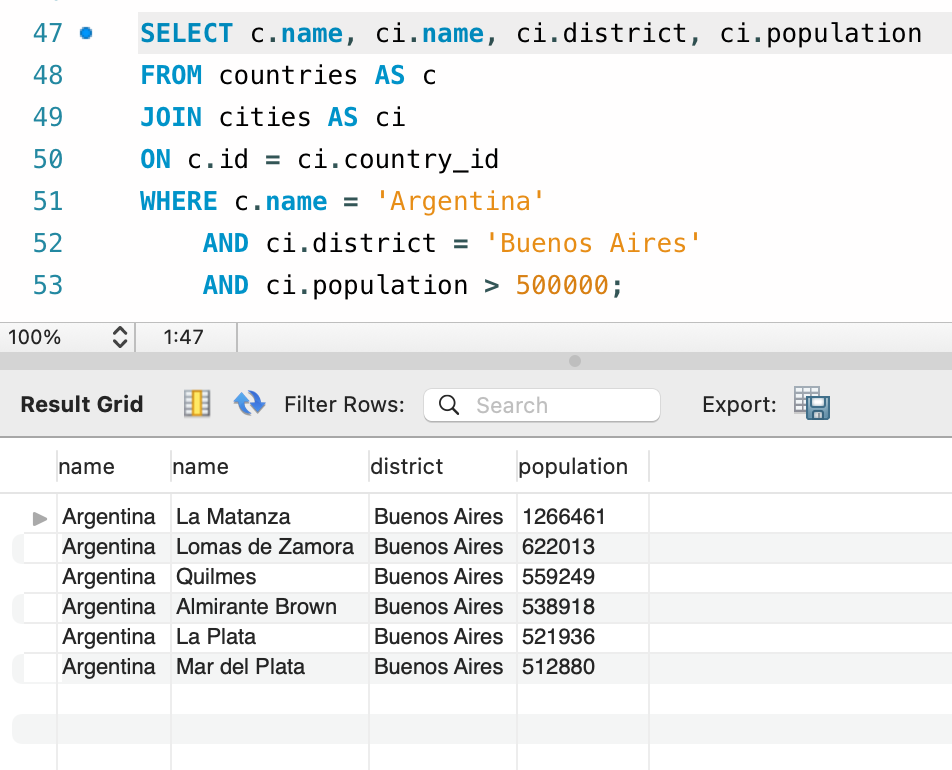 47 SELECT c.name, ci.name, ci.district, ci.population
48 FROM countries AS c
49 JOIN cities AS ci
50 ON c.id = ci.country_id
51 WHERE c.name = 'Argentina'
52 AND ci.district = 'Buenos Aires'
53 AND ci.population > 500000;
100% 1:47
Result Grid Filter Rows: Search Export:
name name district population
Argentina La Matanza Buenos Aires 1266461
Argentina Lomas de Zamora Buenos Aires 622013
Argentina Quilmes Buenos Aires 559249
Argentina Almirante Brown Buenos Aires 538918
Argentina La Plata Buenos Aires 521936
Argentina Mar del Plata Buenos Aires 512880